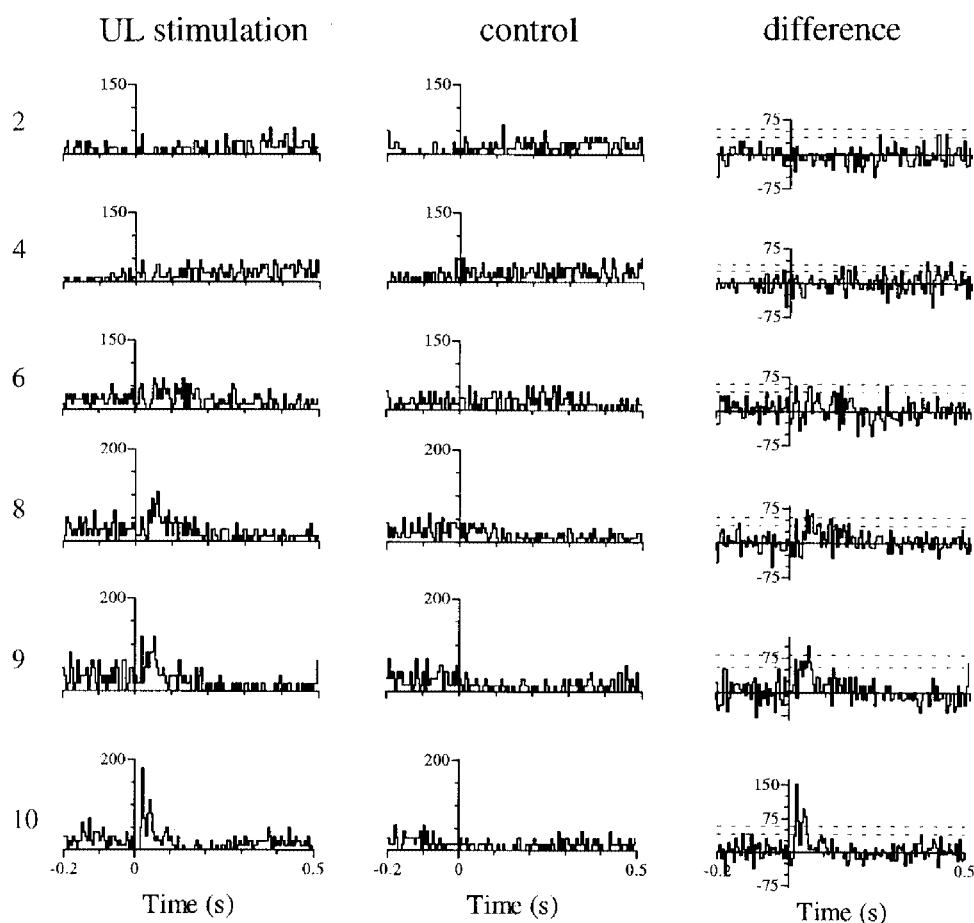 UL stimulation control difference
2 150 150 75 -75
4 150 150 75 -75
6 150 150 75 -75
8 200 200 75 -75
9 200 200 75 -75
10 200 200 150 75 -75
-0.2 0 0.5 -0.2 0 0.5 -0.2 0.5
Time (s) Time (s) Time (s)